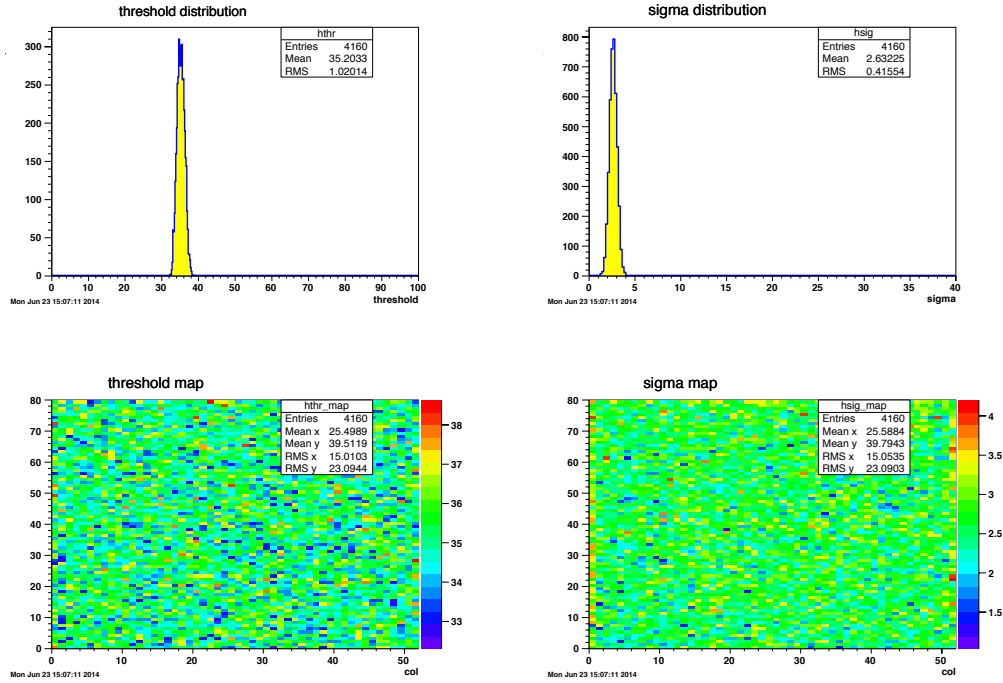 threshold distribution
hthr
Entries 4160
Mean 35.2033
RMS 1.02014
300
250
200
150
100
50
0
0 10 20 30 40 50 60 70 80 90 100
threshold
Mon Jun 23 15:07:11 2014
sigma distribution
hsig
Entries 4160
Mean 2.63225
RMS 0.41554
800
700
600
500
400
300
200
100
0
0 5 10 15 20 25 30 35 40
sigma
Mon Jun 23 15:07:11 2014
threshold map
hthr_map
Entries 4160
Mean x 25.4989
Mean y 39.5119
RMS x 15.0103
RMS y 23.0944
80
70
60
50
40
30
20
10
0
0 10 20 30 40 50
col
38
37
36
35
34
33
Mon Jun 23 15:07:11 2014
sigma map
hsig_map
Entries 4160
Mean x 25.5884
Mean y 39.7943
RMS x 15.0535
RMS y 23.0903
80
70
60
50
40
30
20
10
0
0 10 20 30 40 50
col
4
3.5
3
2.5
2
1.5
Mon Jun 23 15:07:11 2014